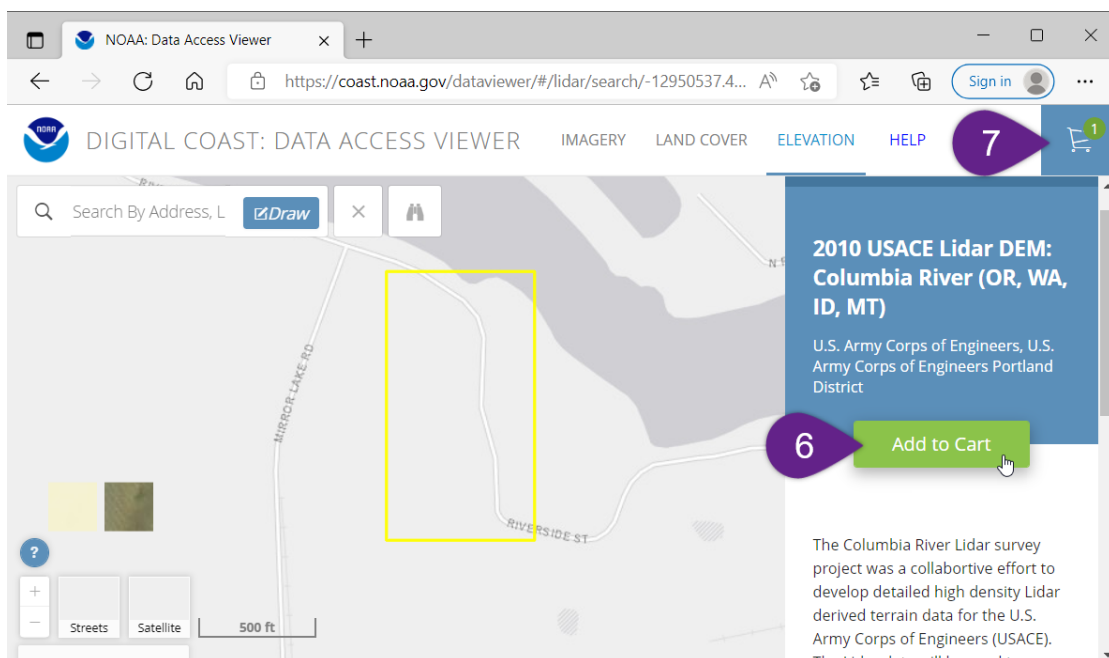 NOAA: Data Access Viewer
https://coast.noaa.gov/dataviewer/#/lidar/search/-12950537.4...
Sign in
NOAA
DIGITAL COAST: DATA ACCESS VIEWER
IMAGERY
LAND COVER
ELEVATION
HELP
7
1
Search By Address, L
Draw
MIRROR LAKE RD
RIVERSIDE ST
2010 USACE Lidar DEM:
Columbia River (OR, WA,
ID, MT)
U.S. Army Corps of Engineers, U.S.
Army Corps of Engineers Portland
District
6
Add to Cart
The Columbia River Lidar survey
project was a collabortive effort to
develop detailed high density Lidar
derived terrain data for the U.S.
Army Corps of Engineers (USACE).
?
+
−
Streets
Satellite
500 ft